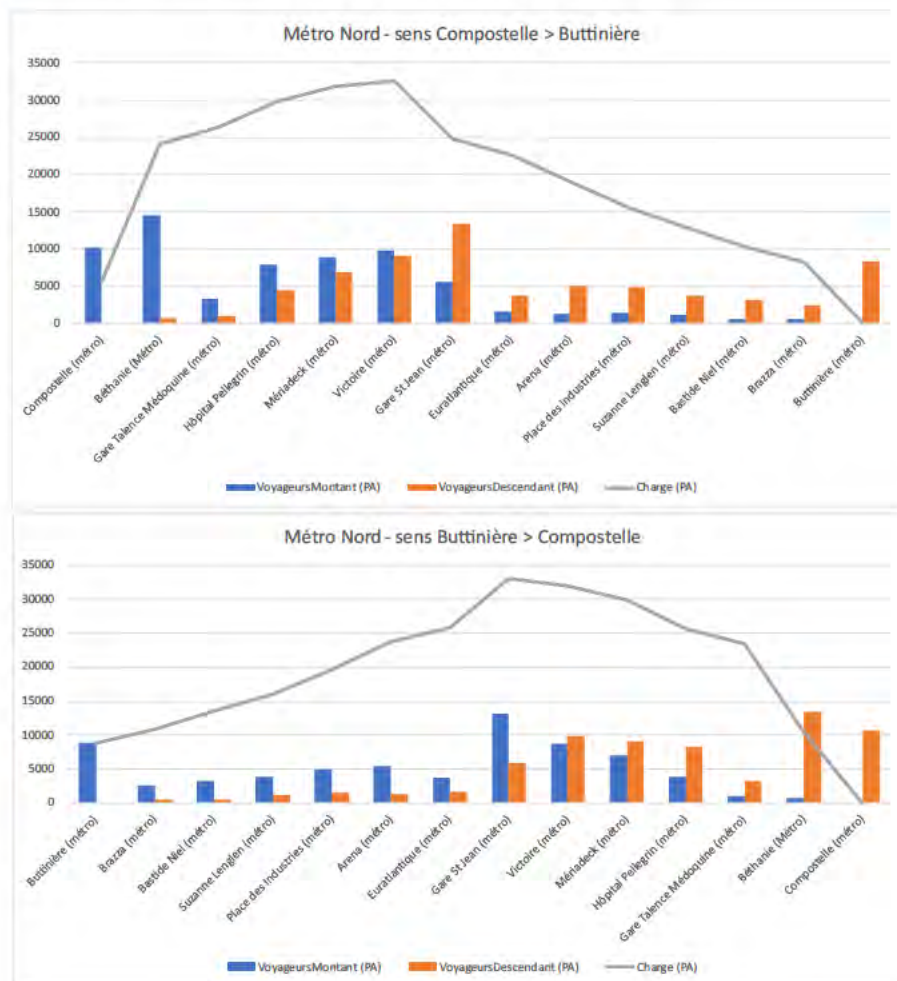 Métro Nord - sens Compostelle > Buttinière
35000
30000
25000
20000
15000
10000
5000
0
Compostelle (métro)
Béthanie (Métro)
Gare Talence Médoquine (métro)
Hôpital Pellegrin (métro)
Mériadeck (métro)
Victoire (métro)
Gare St Jean (métro)
Euratlantique (métro)
Arena (métro)
Place des Industries (métro)
Suzanne Lenglen (métro)
Bastide Niel (métro)
Brazza (métro)
Buttinière (métro)
VoyageursMontant (PA) VoyageursDescendant (PA) Charge (PA)
Métro Nord - sens Buttinière > Compostelle
35000
30000
25000
20000
15000
10000
5000
0
Buttinière (métro)
Brazza (métro)
Bastide Niel (métro)
Suzanne Lenglen (métro)
Place des Industries (métro)
Arena (métro)
Euratlantique (métro)
Gare St Jean (métro)
Victoire (métro)
Mériadeck (métro)
Hôpital Pellegrin (métro)
Gare Talence Médoquine (métro)
Béthanie (Métro)
Compostelle (métro)
VoyageursMontant (PA) VoyageursDescendant (PA) Charge (PA)